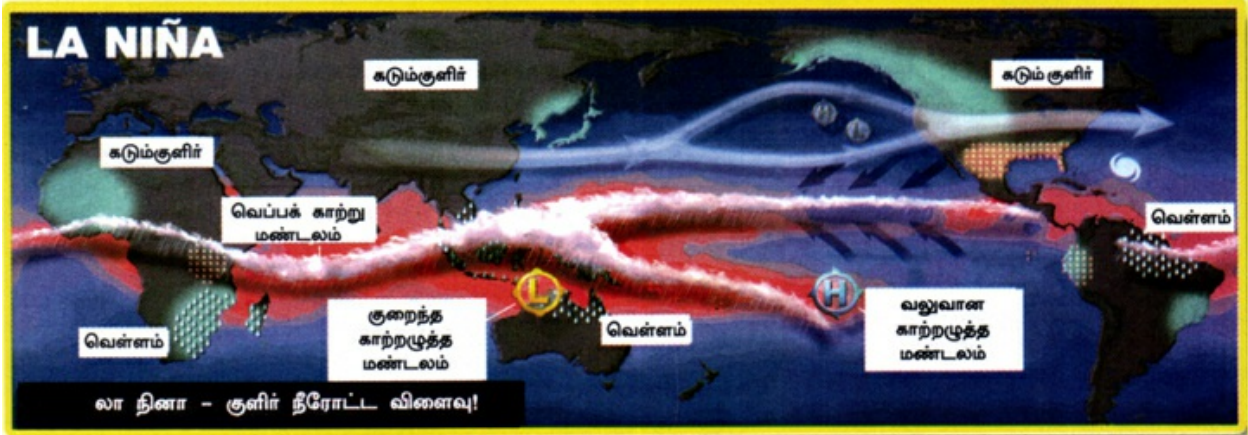 LA NIÑA
கடும்குளிர்
கடும் குளிர்
கடும்குளிர்
வெப்பக் காற்று
மண்டலம்
வெள்ளம்
வெள்ளம்
குறைந்த
காற்றழுத்த
மண்டலம்
L
வெள்ளம்
H
வலுவான
காற்றழுத்த
மண்டலம்
லா நினா - குளிர் நீரோட்ட விளைவு!